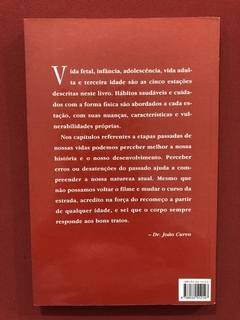 Vida fetal, infância, adolescência, vida adul-
ta e terceira idade são as cinco estações
descritas neste livro. Hábitos saudáveis e cuida-
dos com a forma física são abordados a cada es-
tação, com suas nuanças, características e vul-
nerabilidades próprias.
Nos capítulos referentes a etapas passadas de
nossas vidas podemos perceber melhor a nossa
história e o nosso desenvolvimento. Perceber
erros ou desatenções do passado ajuda a com-
preender a nossa natureza atual. Mesmo que
não possamos voltar o filme e mudar o curso da
estrada, acredito na força do recomeço a partir
de qualquer idade, e sei que o corpo sempre
responde aos bons tratos.
– Dr. João Curvo